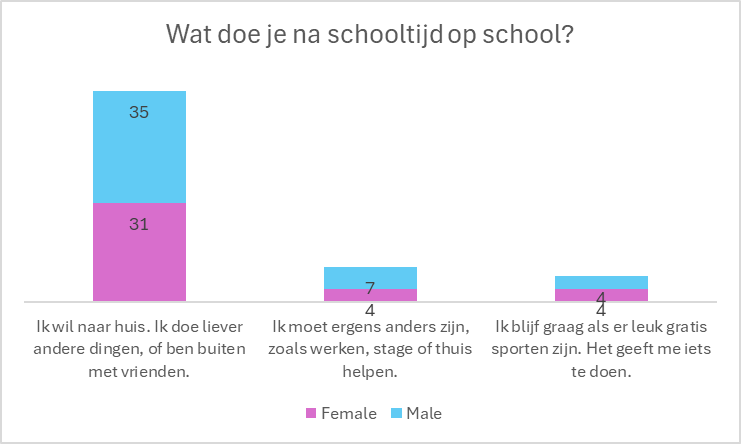 Wat doe je na schooltijd op school?
35
31
7
4
4
4
Ik wil naar huis. Ik doe liever
andere dingen, of ben buiten
met vrienden.
Ik moet ergens anders zijn,
zoals werken, stage of thuis
helpen.
Ik blijf graag als er leuk gratis
sporten zijn. Het geeft me iets
te doen.
Female Male